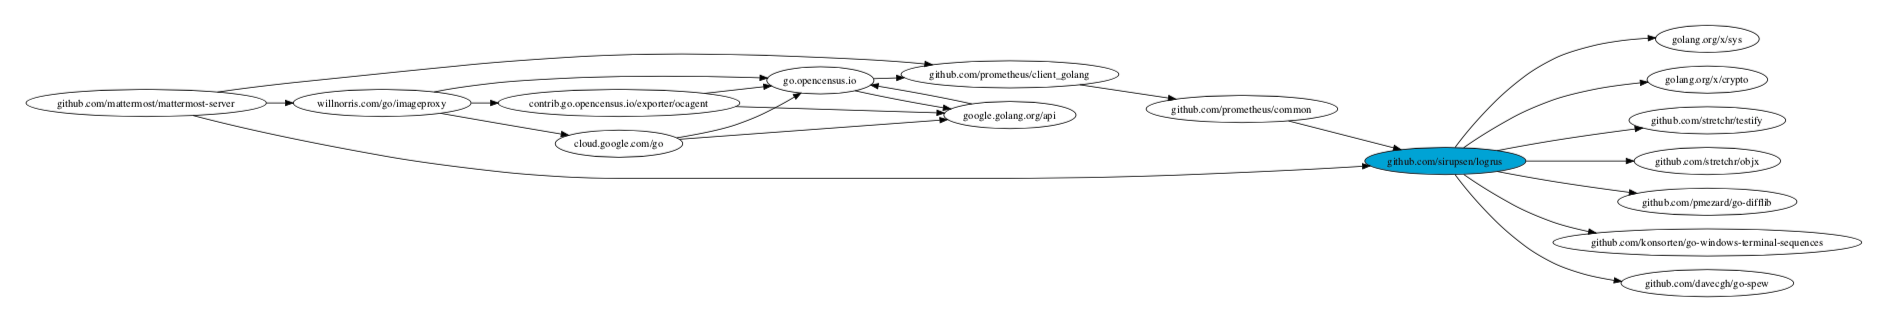 github.com/mattermost/mattermost-server
willnorris.com/go/imageproxy
contrib.go.opencensus.io/exporter/ocagent
cloud.google.com/go
go.opencensus.io
github.com/prometheus/client_golang
google.golang.org/api
github.com/prometheus/common
github.com/sirupsen/logrus
golang.org/x/sys
golang.org/x/crypto
github.com/stretchr/testify
github.com/stretchr/objx
github.com/pmezard/go-difflib
github.com/konsorten/go-windows-terminal-sequences
github.com/davecgh/go-spew